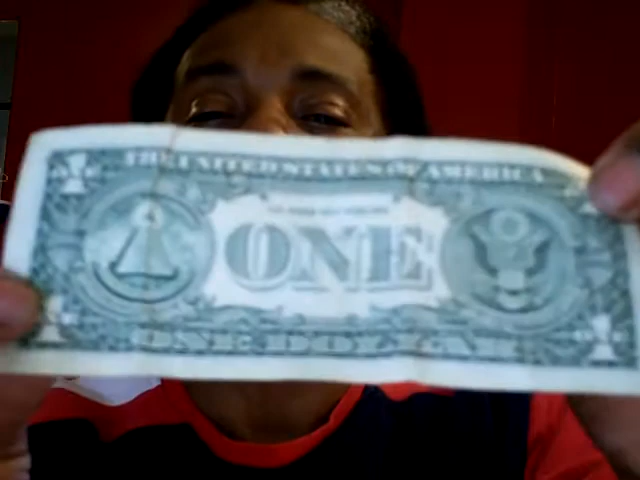 THE UNITED STATES OF AMERICA
ONE
ONE DOLLAR